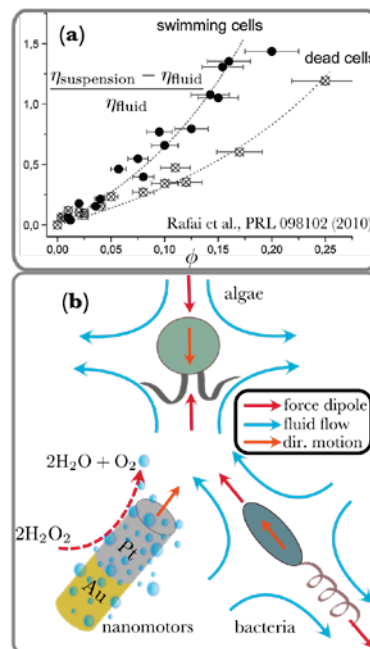 swimming cells
(a)
dead cells
η_suspension − η_fluid
η_fluid
1,5
1,0
0,5
0,0
0,00 0,05 0,10 0,15 0,20 0,25
ϕ
Rafai et al., PRL 098102 (2010)
(b)
algae
force dipole
fluid flow
dir. motion
2H₂O + O₂
2H₂O₂
Pt
Au
nanomotors
bacteria